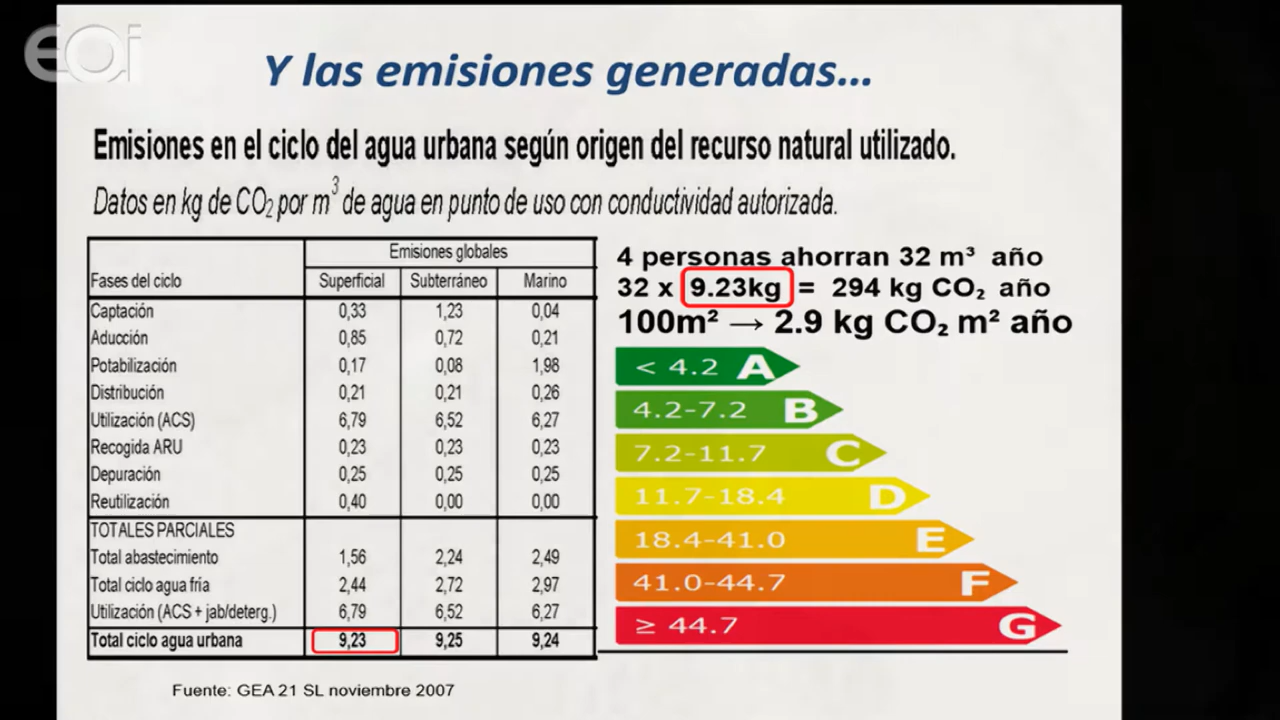 eoi
Y las emisiones generadas...
Emisiones en el ciclo del agua urbana según origen del recurso natural utilizado.
Datos en kg de CO₂ por m³ de agua en punto de uso con conductividad autorizada.
Emisiones globales
Fases del ciclo Superficial Subterráneo Marino
Captación 0,33 1,23 0,04
Aducción 0,85 0,72 0,21
Potabilización 0,17 0,08 1,98
Distribución 0,21 0,21 0,26
Utilización (ACS) 6,79 6,52 6,27
Recogida ARU 0,23 0,23 0,23
Depuración 0,25 0,25 0,25
Reutilización 0,40 0,00 0,00
TOTALES PARCIALES
Total abastecimiento 1,56 2,24 2,49
Total ciclo agua fria 2,44 2,72 2,97
Utilización (ACS + jab/deterg.) 6,79 6,52 6,27
Total ciclo agua urbana 9,23 9,25 9,24
4 personas ahorran 32 m³ año
32 x 9.23kg = 294 kg CO₂ año
100m² → 2.9 kg CO₂ m² año
< 4.2 A
4.2-7.2 B
7.2-11.7 C
11.7-18.4 D
18.4-41.0 E
41.0-44.7 F
≥ 44.7 G
Fuente: GEA 21 SL noviembre 2007